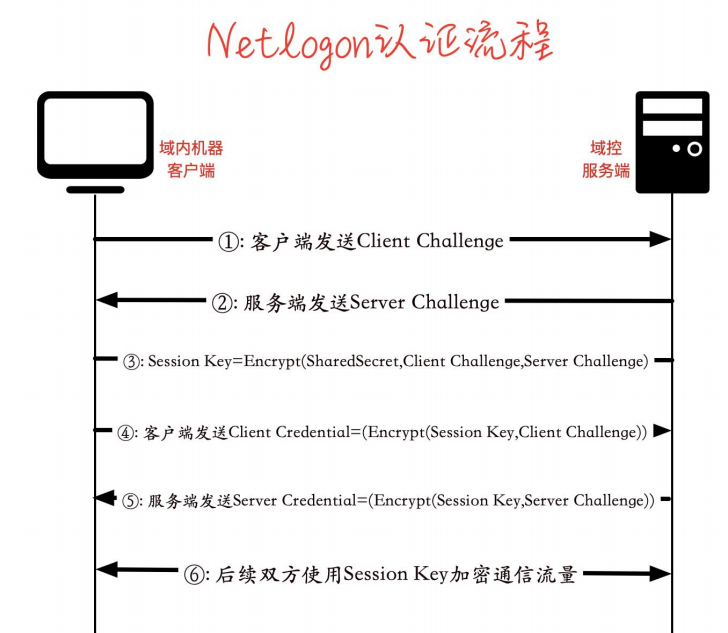 Netlogon认证流程
域内机器
客户端
域控
服务端
①: 客户端发送Client Challenge
②: 服务端发送Server Challenge
③: Session Key=Encrypt(SharedSecret,Client Challenge,Server Challenge)
④: 客户端发送Client Credential=(Encrypt(Session Key,Client Challenge))
⑤: 服务端发送Server Credential=(Encrypt(Session Key,Server Challenge))
⑥: 后续双方使用Session Key加密通信流量